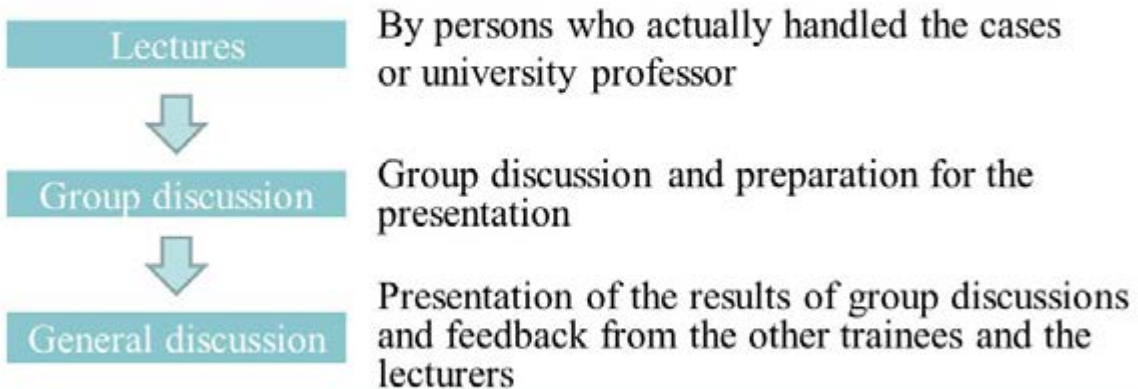 Lectures
By persons who actually handled the cases
or university professor
Group discussion
Group discussion and preparation for the
presentation
General discussion
Presentation of the results of group discussions
and feedback from the other trainees and the
lecturers